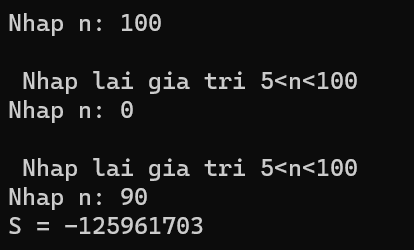 Nhap n: 100
Nhap lai gia tri 5<n<100
Nhap n: 0
Nhap lai gia tri 5<n<100
Nhap n: 90
S = -125961703